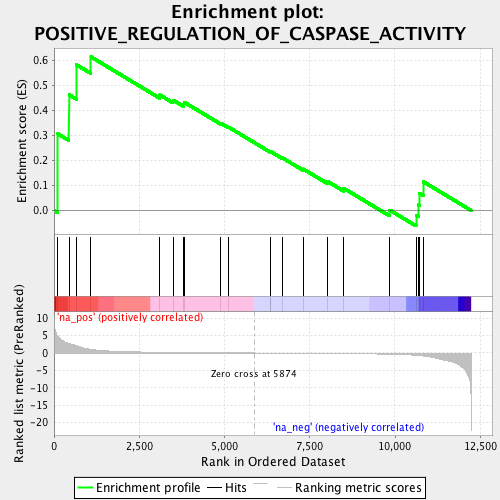 Enrichment plot:
POSITIVE_REGULATION_OF_CASPASE_ACTIVITY
Enrichment score (ES)
0.6
0.5
0.4
0.3
0.2
0.1
0.0
'na_pos' (positively correlated)
Ranked list metric (PreRanked)
10
5
0
-5
-10
-15
-20
Zero cross at 5874
'na_neg' (negatively correlated)
0
2,500
5,000
7,500
10,000
12,500
Rank in Ordered Dataset
Enrichment profile
Hits
Ranking metric scores